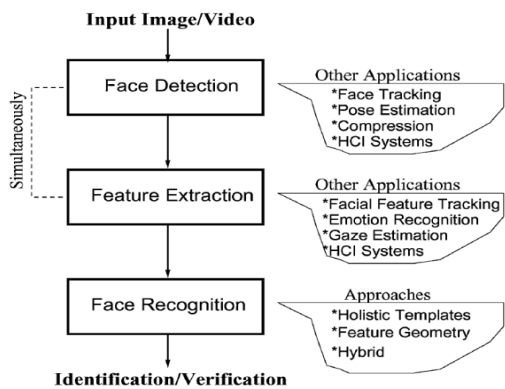 Input Image/Video
Face Detection
Simultaneously
Other Applications
*Face Tracking
*Pose Estimation
*Compression
*HCI Systems
Feature Extraction
Other Applications
*Facial Feature Tracking
*Emotion Recognition
*Gaze Estimation
*HCI Systems
Face Recognition
Approaches
*Holistic Templates
*Feature Geometry
*Hybrid
Identification/Verification